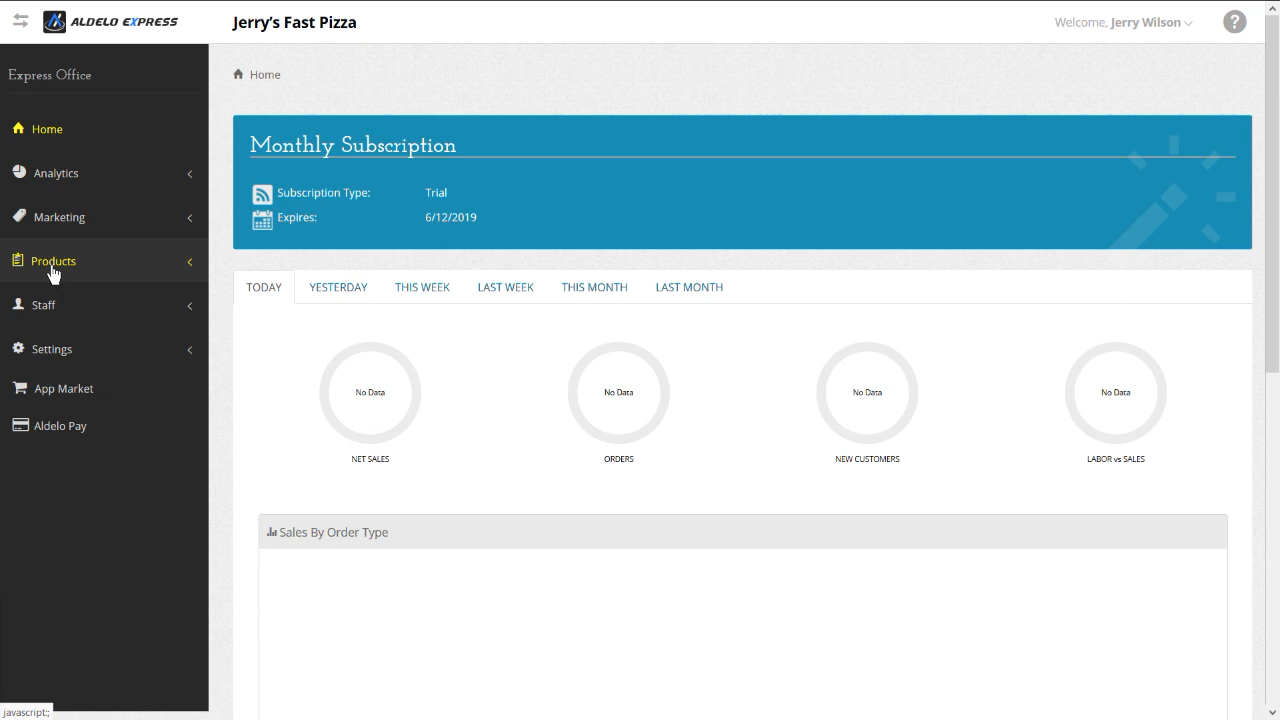 ALDELO EXPRESS
Jerry's Fast Pizza
Welcome, Jerry Wilson
?
Express Office
Home
Analytics
Marketing
Products
Staff
Settings
App Market
Aldelo Pay
Home
Monthly Subscription
Subscription Type: Trial
Expires: 6/12/2019
TODAY YESTERDAY THIS WEEK LAST WEEK THIS MONTH LAST MONTH
No Data No Data No Data No Data
NET SALES ORDERS NEW CUSTOMERS LABOR vs SALES
Sales By Order Type
javascript:;